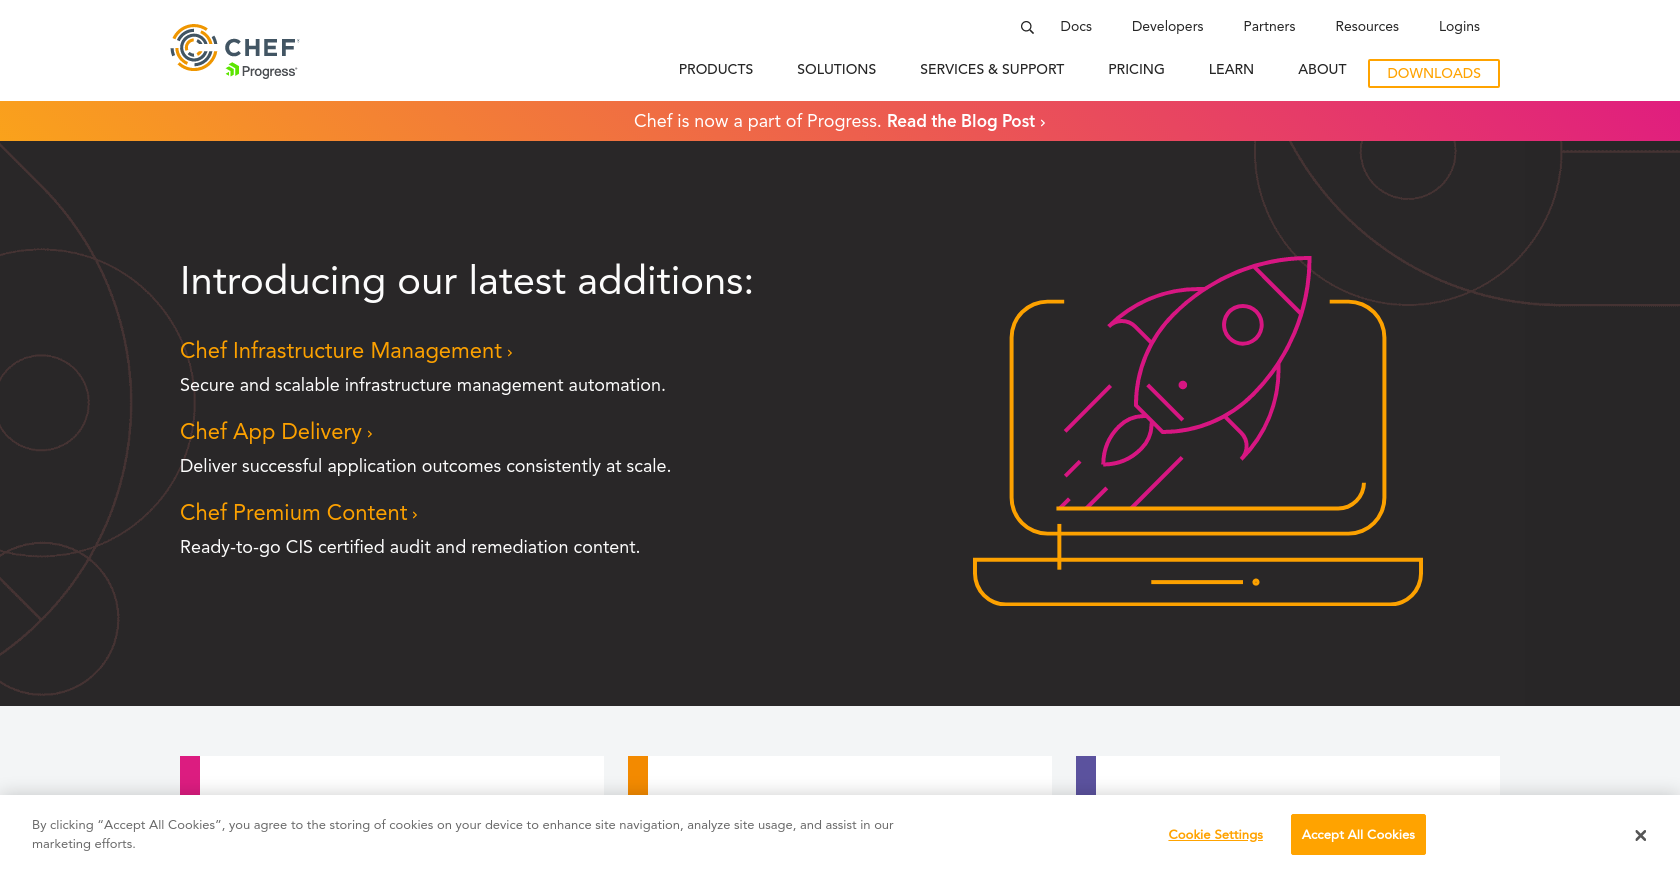 CHEF
Progress
Docs
Developers
Partners
Resources
Logins
PRODUCTS
SOLUTIONS
SERVICES & SUPPORT
PRICING
LEARN
ABOUT
DOWNLOADS
Chef is now a part of Progress. Read the Blog Post ›
Introducing our latest additions:
Chef Infrastructure Management ›
Secure and scalable infrastructure management automation.
Chef App Delivery ›
Deliver successful application outcomes consistently at scale.
Chef Premium Content ›
Ready-to-go CIS certified audit and remediation content.
By clicking “Accept All Cookies”, you agree to the storing of cookies on your device to enhance site navigation, analyze site usage, and assist in our
marketing efforts.
Cookie Settings
Accept All Cookies